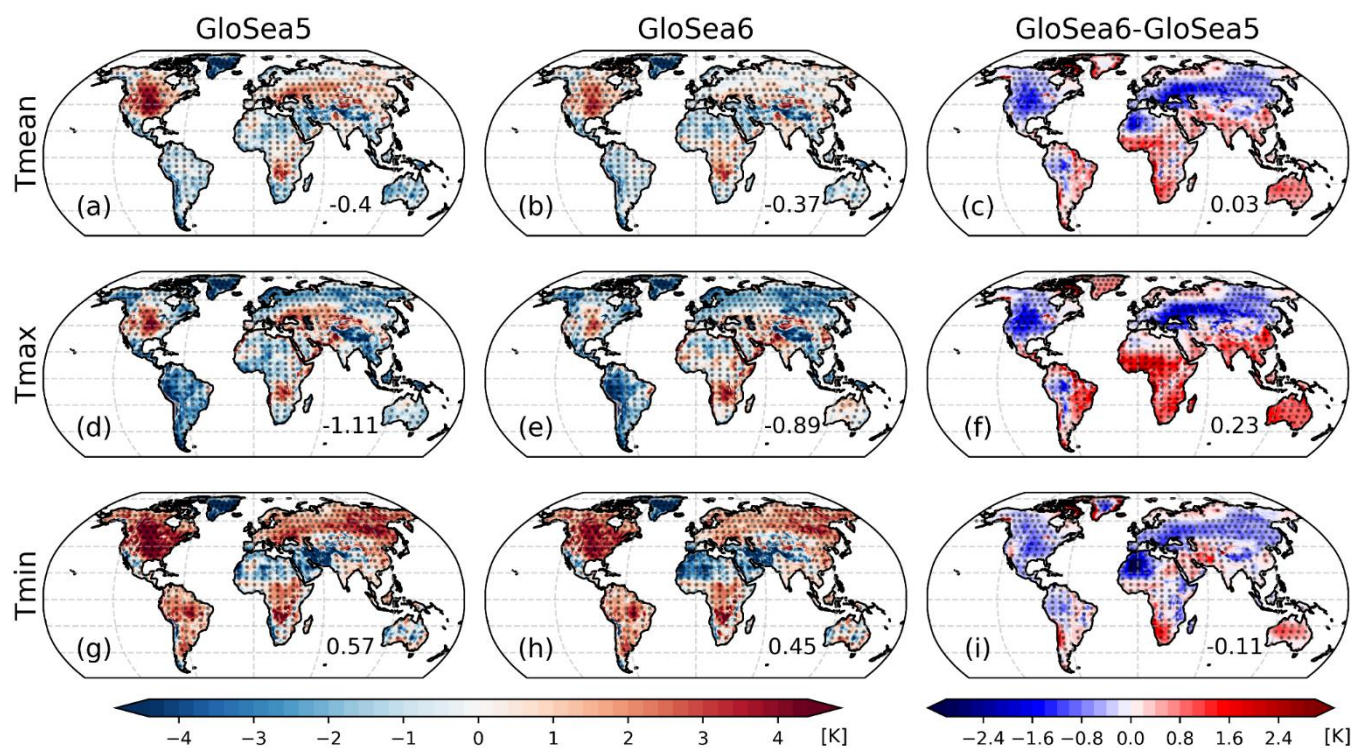 GloSea5 GloSea6 GloSea6-GloSea5
Tmean
(a) -0.4 (b) -0.37 (c) 0.03
Tmax
(d) -1.11 (e) -0.89 (f) 0.23
Tmin
(g) 0.57 (h) 0.45 (i) -0.11
−4 −3 −2 −1 0 1 2 3 4 [K] −2.4 −1.6 −0.8 0.0 0.8 1.6 2.4 [K]